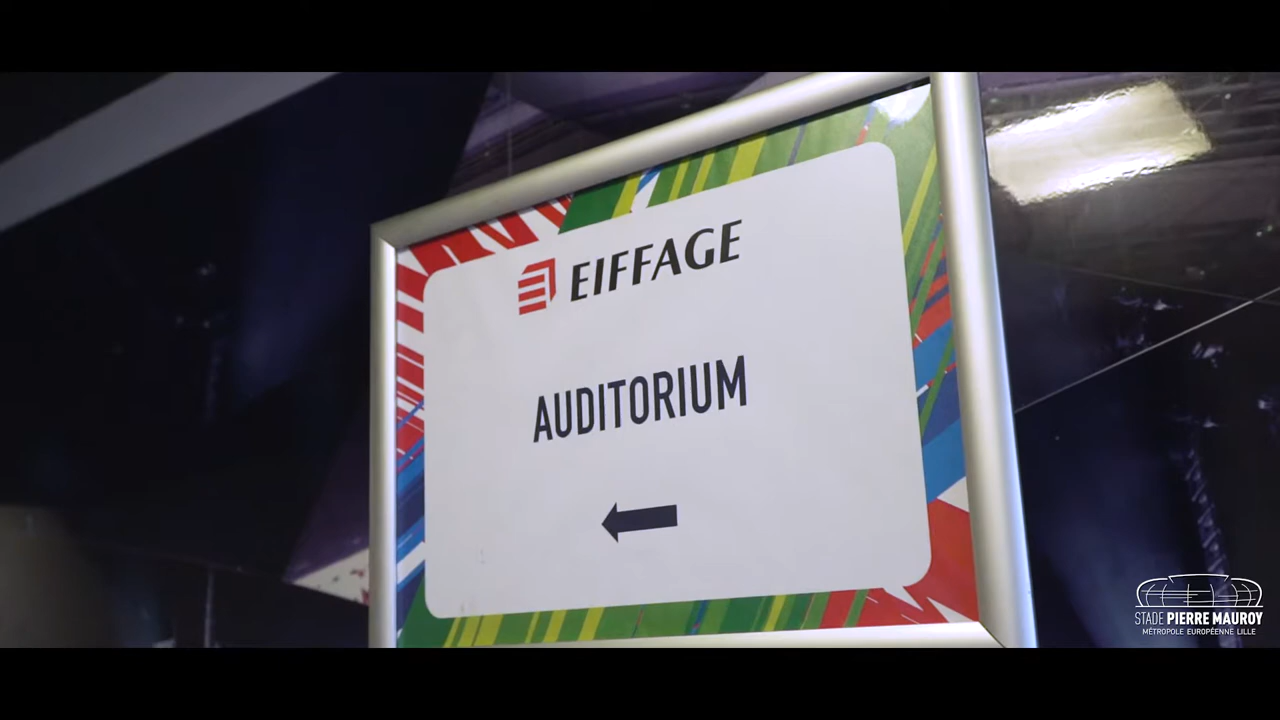 EIFFAGE
AUDITORIUM
STADE PIERRE MAUROY
MÉTROPOLE EUROPÉENNE LILLE